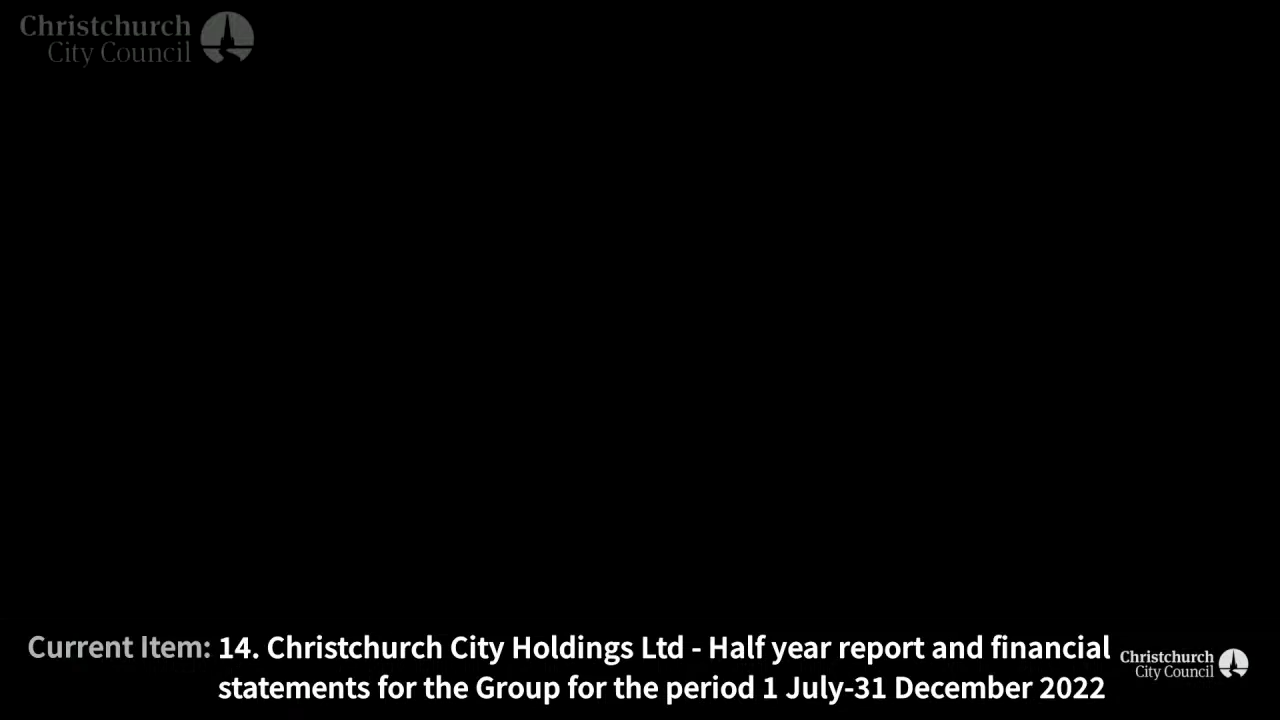 Christchurch
City Council
Current Item: 14. Christchurch City Holdings Ltd - Half year report and financial
statements for the Group for the period 1 July-31 December 2022
Christchurch
City Council